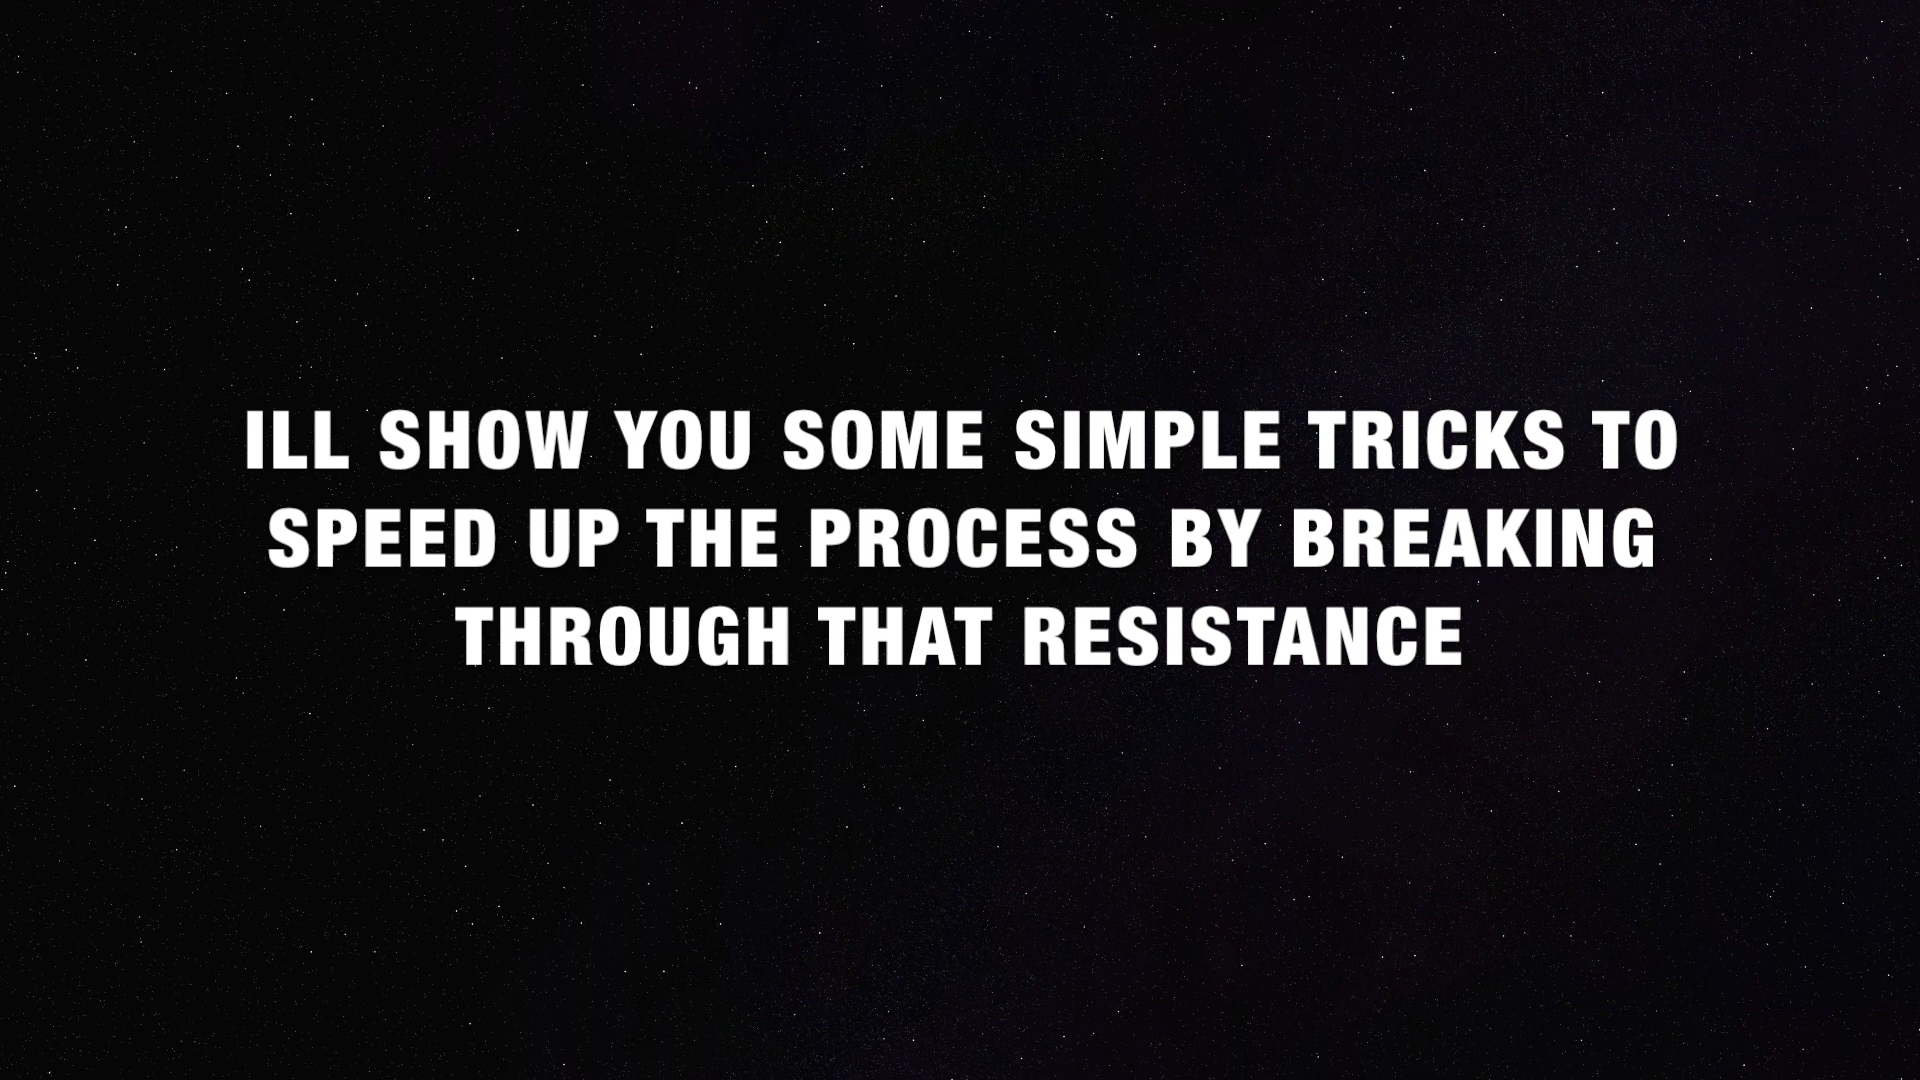 ILL SHOW YOU SOME SIMPLE TRICKS TO
SPEED UP THE PROCESS BY BREAKING
THROUGH THAT RESISTANCE